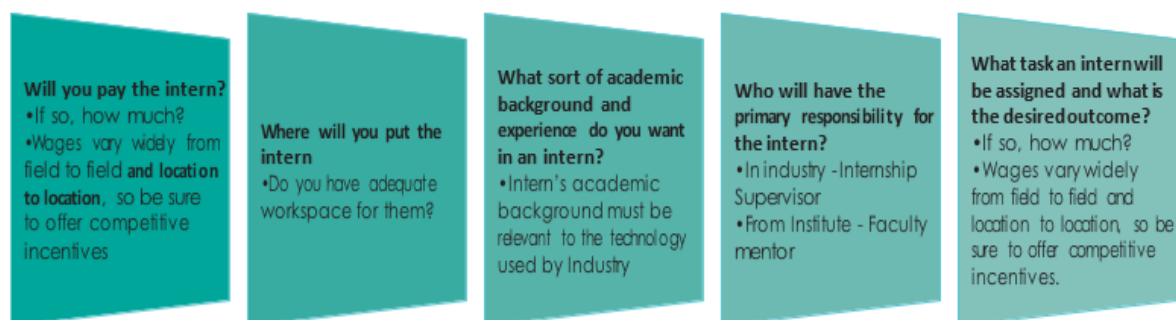 Will you pay the intern?
•If so, how much?
•Wages vary widely from
field to field and location
to location, so be sure
to offer competitive
incentives
Where will you put the
intern
•Do you have adequate
workspace for them?
What sort of academic
background and
experience do you want
in an intern?
•Intern's academic
background must be
relevant to the technology
used by Industry
Who will have the
primary responsibility for
the intern?
•In industry -Internship
Supervisor
•From Institute - Faculty
mentor
What task an intern will
be assigned and what is
the desired outcome?
•If so, how much?
•Wages vary widely
from field to field and
location to location, so be
sure to offer competitive
incentives.